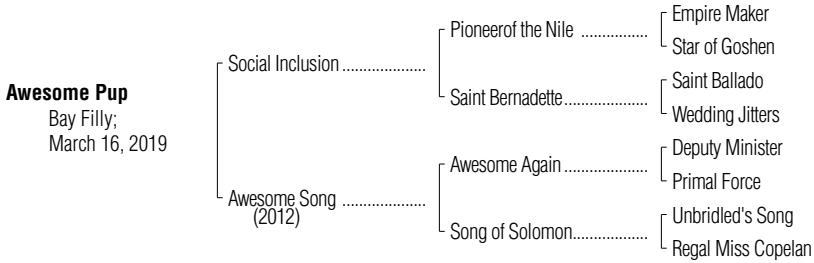 Awesome Pup
Bay Filly;
March 16, 2019
Social Inclusion ....................
Awesome Song ....................
(2012)
Pioneerof the Nile ................
Saint Bernadette....................
Awesome Again ....................
Song of Solomon..................
Empire Maker
Star of Goshen
Saint Ballado
Wedding Jitters
Deputy Minister
Primal Force
Unbridled's Song
Regal Miss Copelan